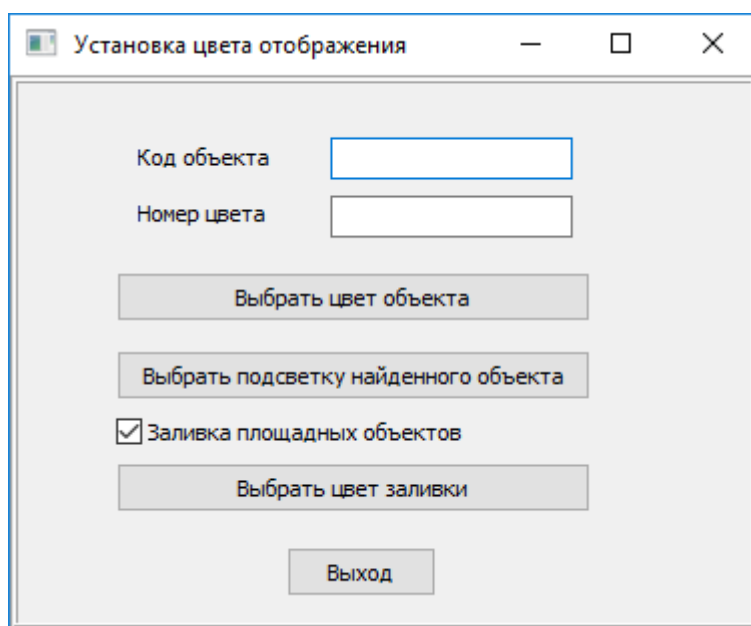 Установка цвета отображения
Код объекта
Номер цвета
Выбрать цвет объекта
Выбрать подсветку найденного объекта
Заливка площадных объектов
Выбрать цвет заливки
Выход